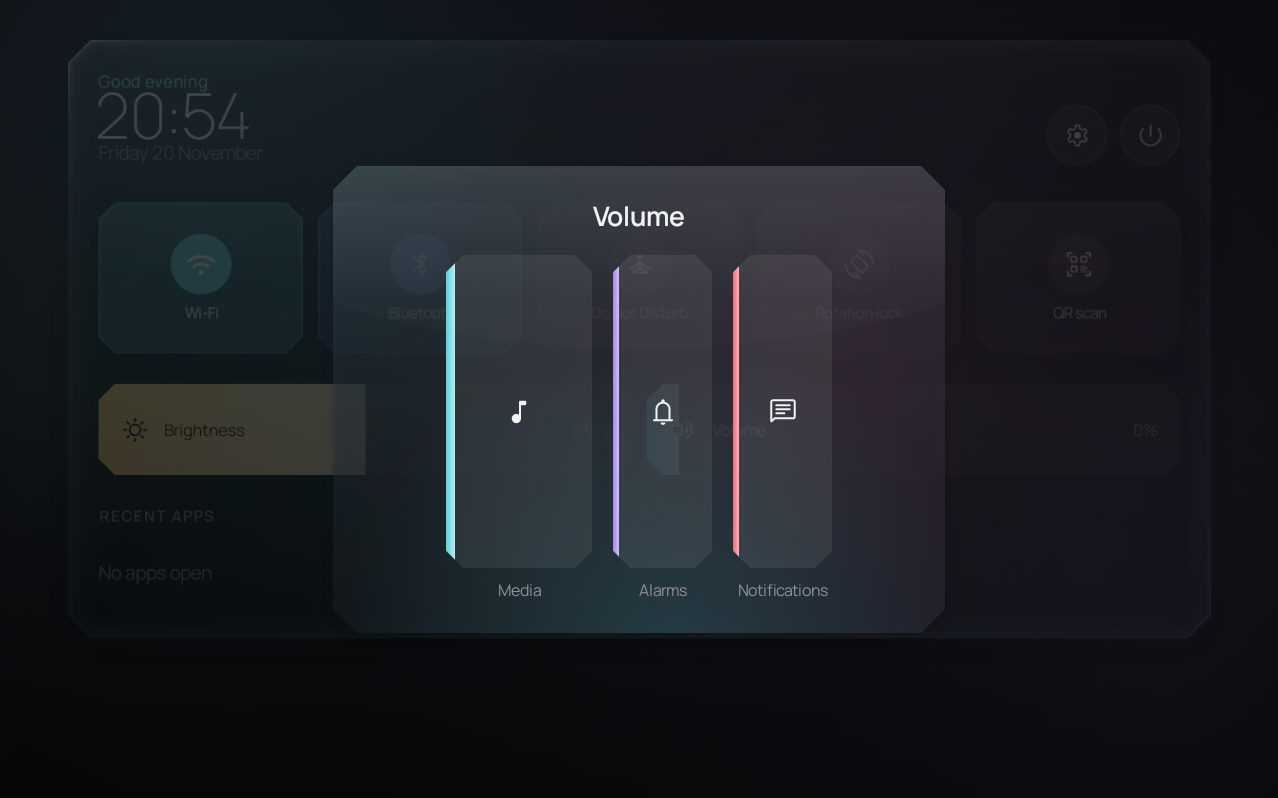 Good evening
20:54
Friday 20 November
Volume
Wi-Fi
Bluetooth
Do Not Disturb
Rotation lock
QR scan
Brightness
50%
Volume
0%
RECENT APPS
No apps open
Media
Alarms
Notifications